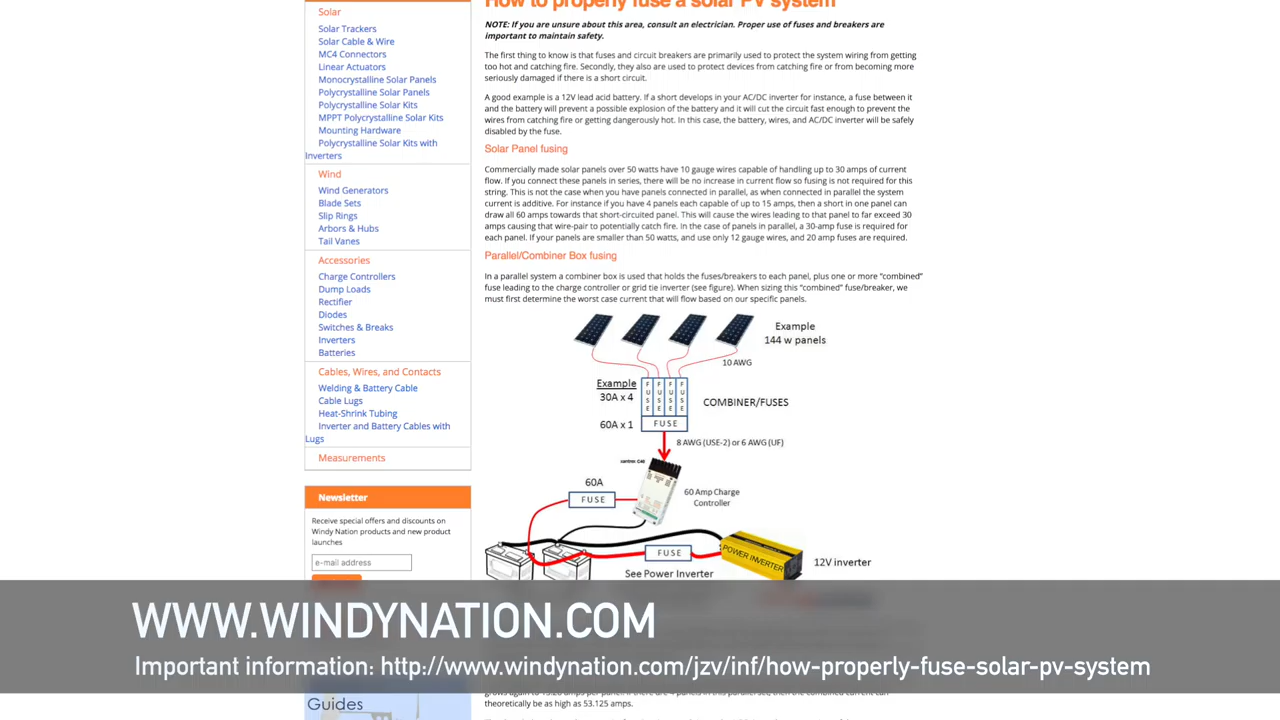 Solar
Solar Trackers
Solar Cable & Wire
MC4 Connectors
Linear Actuators
Monocrystalline Solar Panels
Polycrystalline Solar Panels
Polycrystalline Solar Kits
MPPT Polycrystalline Solar Kits
Mounting Hardware
Polycrystalline Solar Kits with
Inverters
Wind
Wind Generators
Blade Sets
Slip Rings
Arbors & Hubs
Tail Vanes
Accessories
Charge Controllers
Dump Loads
Rectifier
Diodes
Switches & Breaks
Inverters
Batteries
Cables, Wires, and Contacts
Welding & Battery Cable
Cable Lugs
Heat-Shrink Tubing
Inverter and Battery Cables with
Lugs
Measurements
Newsletter
Receive special offers and discounts on
Windy Nation products and new product
launches
e-mail address
Guides
How to properly fuse a solar PV system
NOTE: If you are unsure about this area, consult an electrician. Proper use of fuses and breakers are
important to maintain safety.
The first thing to know is that fuses and circuit breakers are primarily used to protect the system wiring from getting
too hot and catching fire. Secondly, they also are used to protect devices from catching fire or from becoming more
seriously damaged if there is a short circuit.
A good example is a 12V lead acid battery. If a short develops in your AC/DC inverter for instance, a fuse between it
and the battery will prevent a possible explosion of the battery and it will cut the circuit fast enough to prevent the
wires from catching fire or getting dangerously hot. In this case, the battery, wires, and AC/DC inverter will be safely
disabled by the fuse.
Solar Panel fusing
Commercially made solar panels over 50 watts have 10 gauge wires capable of handling up to 30 amps of current
flow. If you connect these panels in series, there will be no increase in current flow so fusing is not required for this
string. This is not the case when you have panels connected in parallel, as when connected in parallel the system
current is additive. For instance if you have 4 panels each capable of up to 15 amps, then a short in one panel can
draw all 60 amps towards that short-circuited panel. This will cause the wires leading to that panel to far exceed 30
amps causing that wire-pair to potentially catch fire. In the case of panels in parallel, a 30-amp fuse is required for
each panel. If your panels are smaller than 50 watts, and use only 12 gauge wires, and 20 amp fuses are required.
Parallel/Combiner Box fusing
In a parallel system a combiner box is used that holds the fuses/breakers to each panel, plus one or more “combined”
fuse leading to the charge controller or grid tie inverter (see figure). When sizing this “combined” fuse/breaker, we
must first determine the worst case current that will flow based on our specific panels.
Example
144 w panels
10 AWG
Example
30A x 4
FUSE FUSE FUSE FUSE
COMBINER/FUSES
60A x 1
FUSE
8 AWG (USE-2) or 6 AWG (UF)
xantrex C40
60A
FUSE
60 Amp Charge
Controller
FUSE
POWER INVERTER
12V inverter
See Power Inverter
WWW.WINDYNATION.COM
Important information: http://www.windynation.com/jzv/inf/how-properly-fuse-solar-pv-system
theoretically be as high as 53.125 amps.